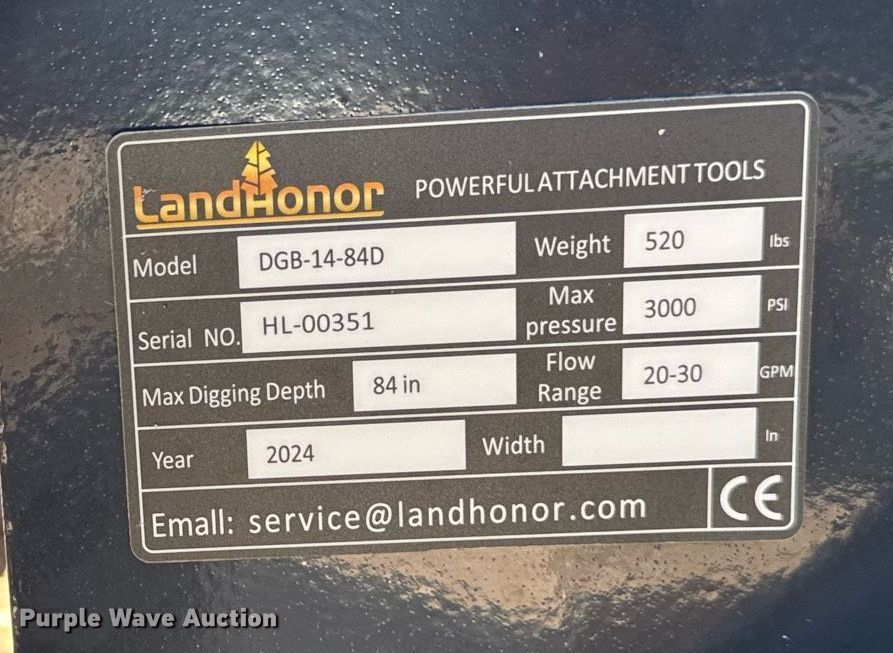 LandHonor POWERFUL ATTACHMENT TOOLS
Model DGB-14-84D Weight 520 lbs
Serial NO. HL-00351 Max pressure 3000 PSI
Max Digging Depth 84 in Flow Range 20-30 GPM
Year 2024 Width In
Emall: service@landhonor.com CE
Purple Wave Auction